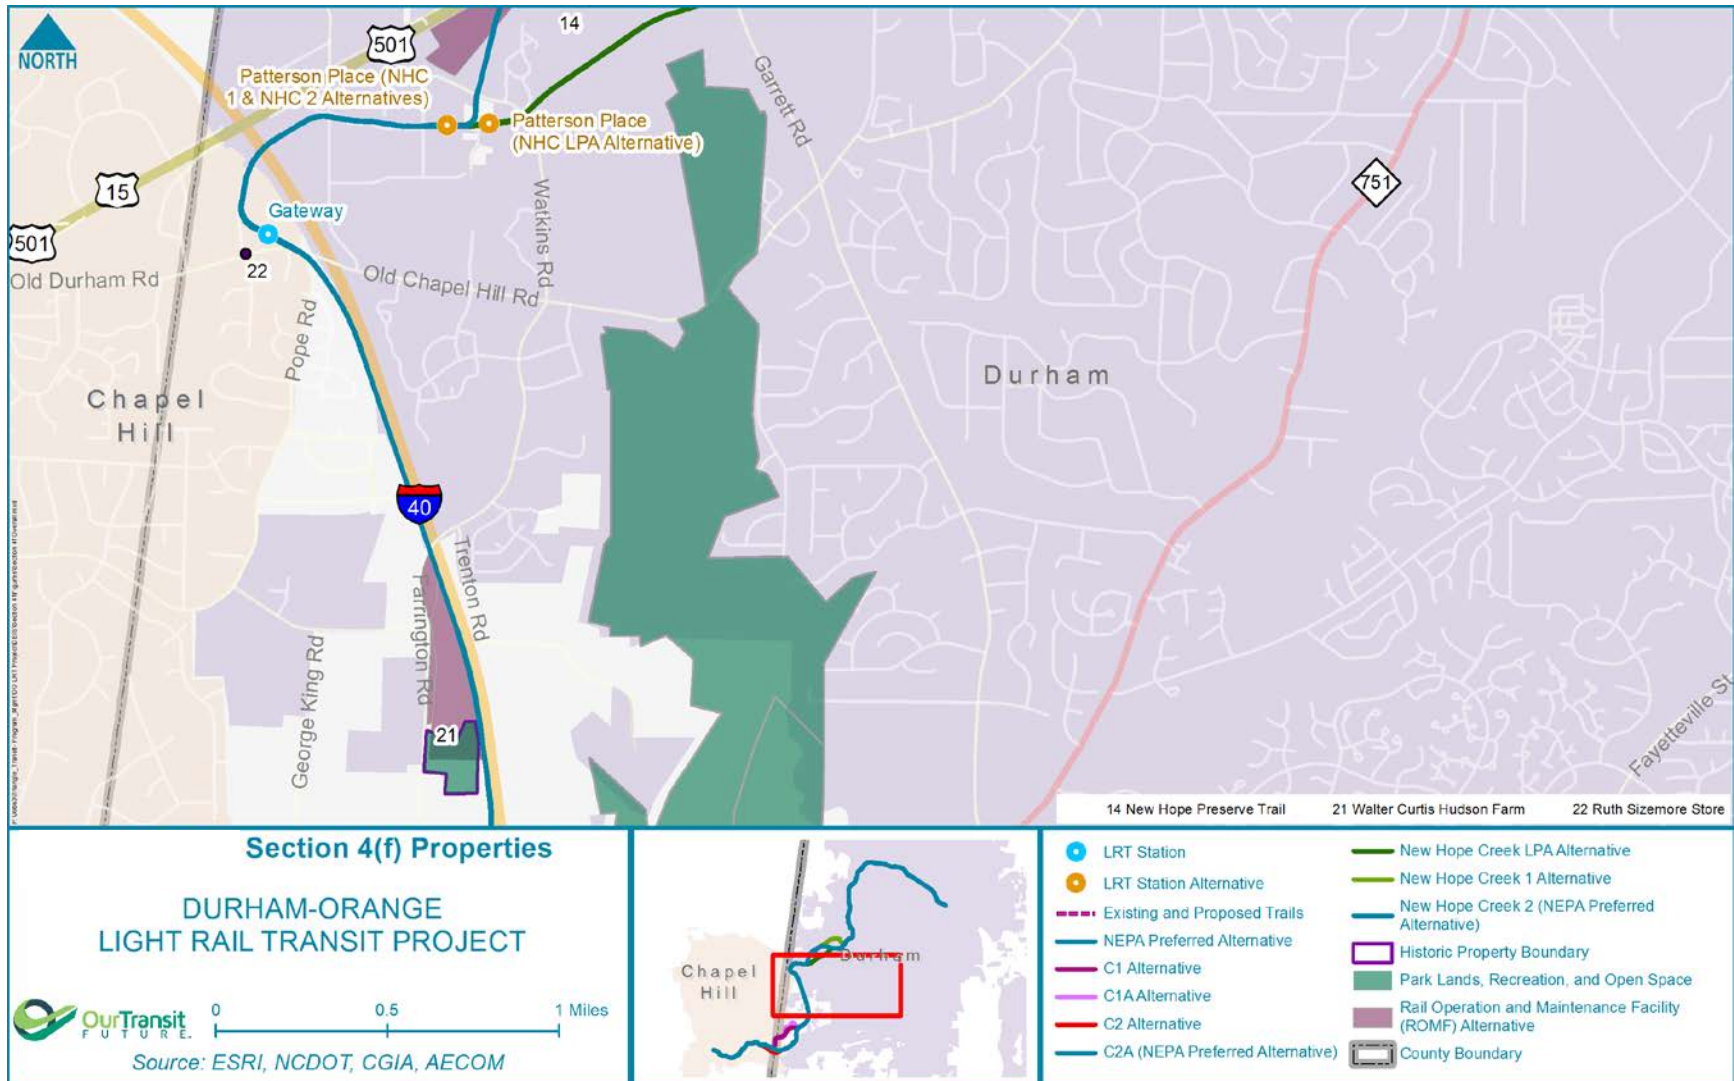 NORTH
501
14
Patterson Place (NHC
1 & NHC 2 Alternatives)
Patterson Place
(NHC LPA Alternative)
Garrett Rd
751
15
Gateway
501
22
Old Durham Rd
Old Chapel Hill Rd
Watkins Rd
Pope Rd
Chapel
Hill
Durham
40
Trenton Rd
Farrington Rd
George King Rd
21
Fayetteville St
14 New Hope Preserve Trail
21 Walter Curtis Hudson Farm
22 Ruth Sizemore Store
Section 4(f) Properties
DURHAM-ORANGE
LIGHT RAIL TRANSIT PROJECT
OurTransit
FUTURE
0
0.5
1 Miles
Source: ESRI, NCDOT, CGIA, AECOM
Durham
Chapel
Hill
LRT Station
LRT Station Alternative
Existing and Proposed Trails
NEPA Preferred Alternative
C1 Alternative
C1A Alternative
C2 Alternative
C2A (NEPA Preferred Alternative)
New Hope Creek LPA Alternative
New Hope Creek 1 Alternative
New Hope Creek 2 (NEPA Preferred
Alternative)
Historic Property Boundary
Park Lands, Recreation, and Open Space
Rail Operation and Maintenance Facility
(ROMF) Alternative
County Boundary